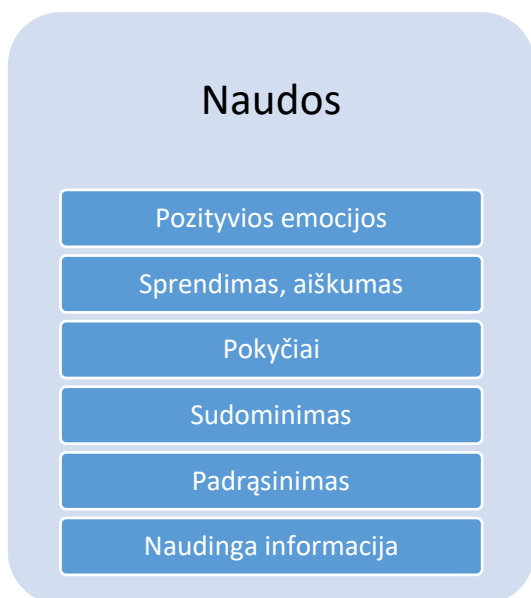 Naudos
Pozityvios emocijos
Sprendimas, aiškumas
Pokyčiai
Sudominimas
Padrąsinimas
Naudinga informacija